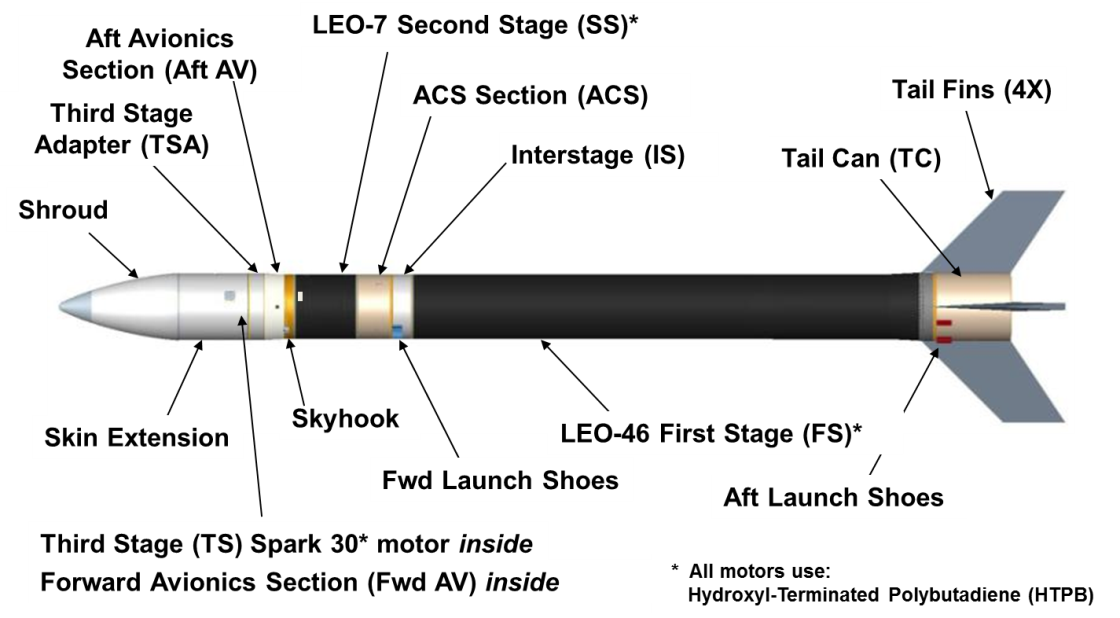 LEO-7 Second Stage (SS)*
Aft Avionics
Section (Aft AV)
ACS Section (ACS)
Tail Fins (4X)
Third Stage
Adapter (TSA)
Interstage (IS)
Tail Can (TC)
Shroud
Skyhook
Skin Extension
LEO-46 First Stage (FS)*
Fwd Launch Shoes
Aft Launch Shoes
Third Stage (TS) Spark 30* motor inside
Forward Avionics Section (Fwd AV) inside
* All motors use:
Hydroxyl-Terminated Polybutadiene (HTPB)